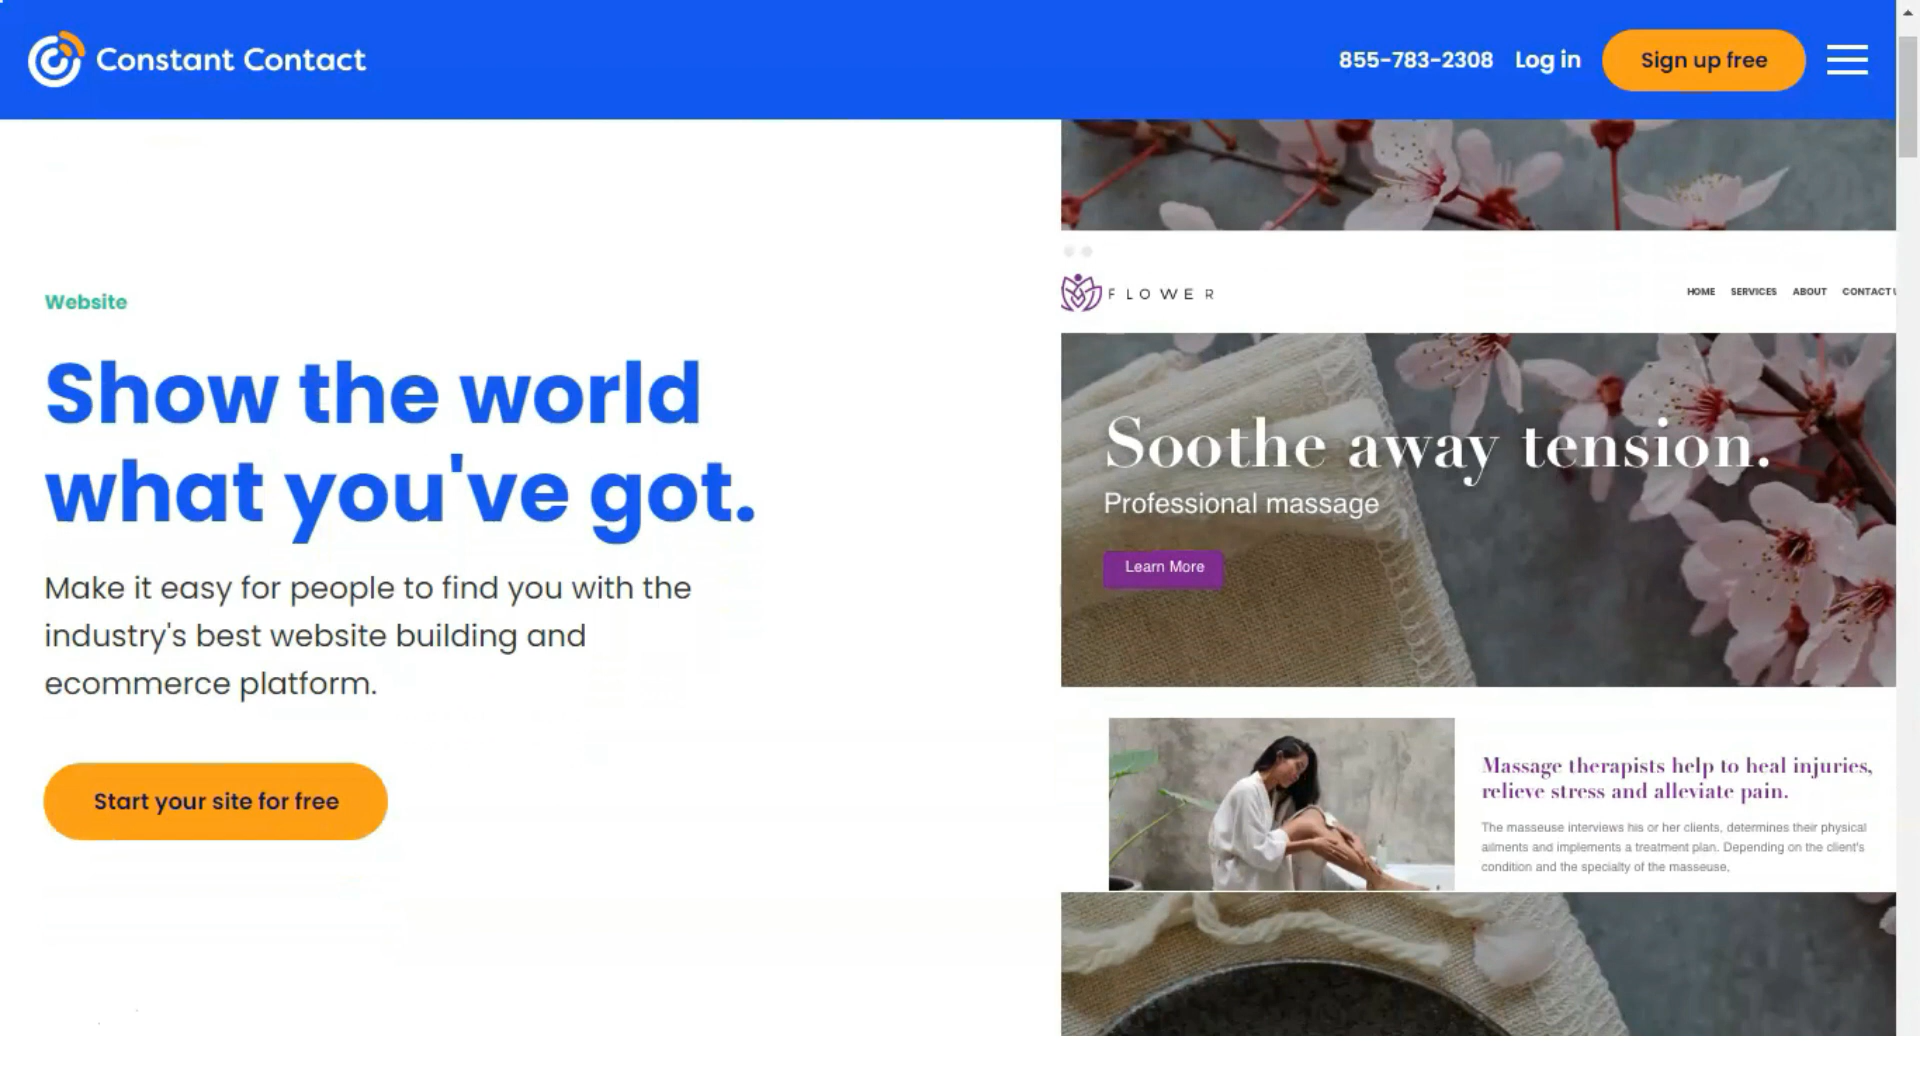 Constant Contact
855-783-2308 Log in Sign up free
Website
Show the world
what you've got.
Make it easy for people to find you with the
industry's best website building and
ecommerce platform.
Start your site for free
FLOWER
HOME SERVICES ABOUT CONTACT
Soothe away tension.
Professional massage
Learn More
Massage therapists help to heal injuries,
relieve stress and alleviate pain.
The masseuse interviews his or her clients, determines their physical
ailments and implements a treatment plan. Depending on the client's
condition and the specialty of the masseuse,